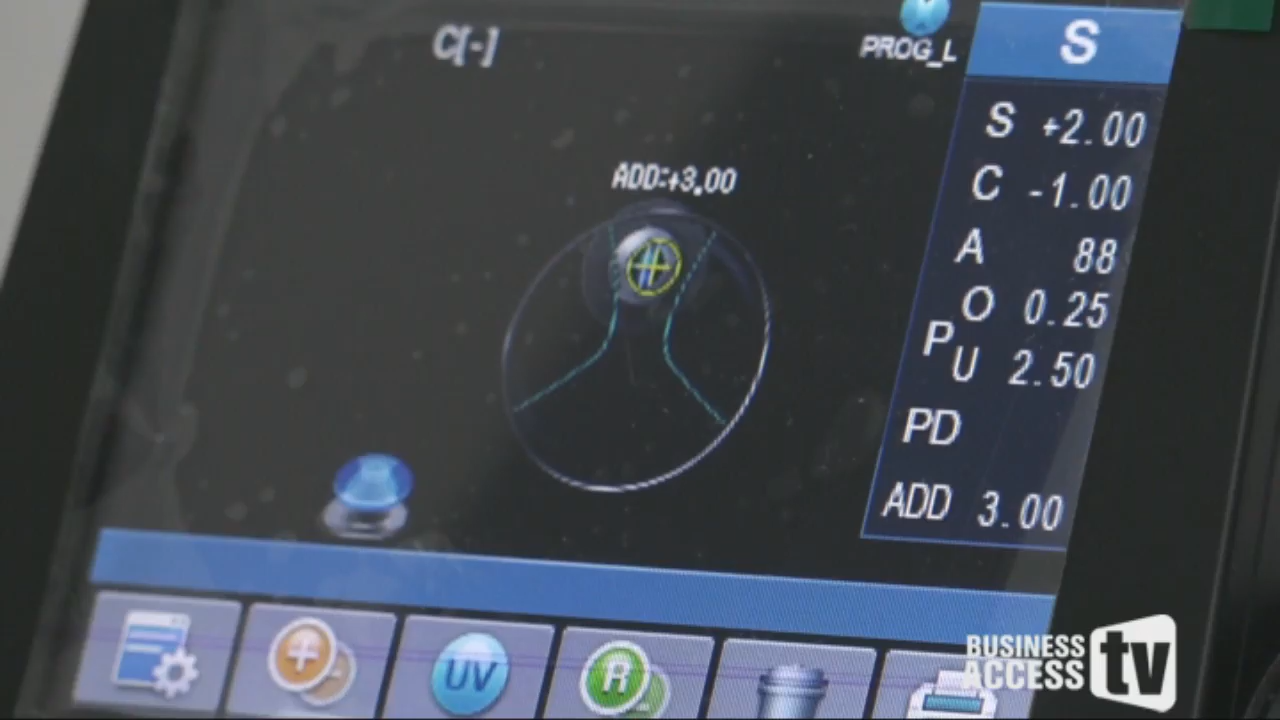 C[-]
PROG_L
S
ADD:+3.00
S +2.00
C -1.00
A 88
P O 0.25
U 2.50
PD
ADD 3.00
UV
R
BUSINESS
ACCESS
tv